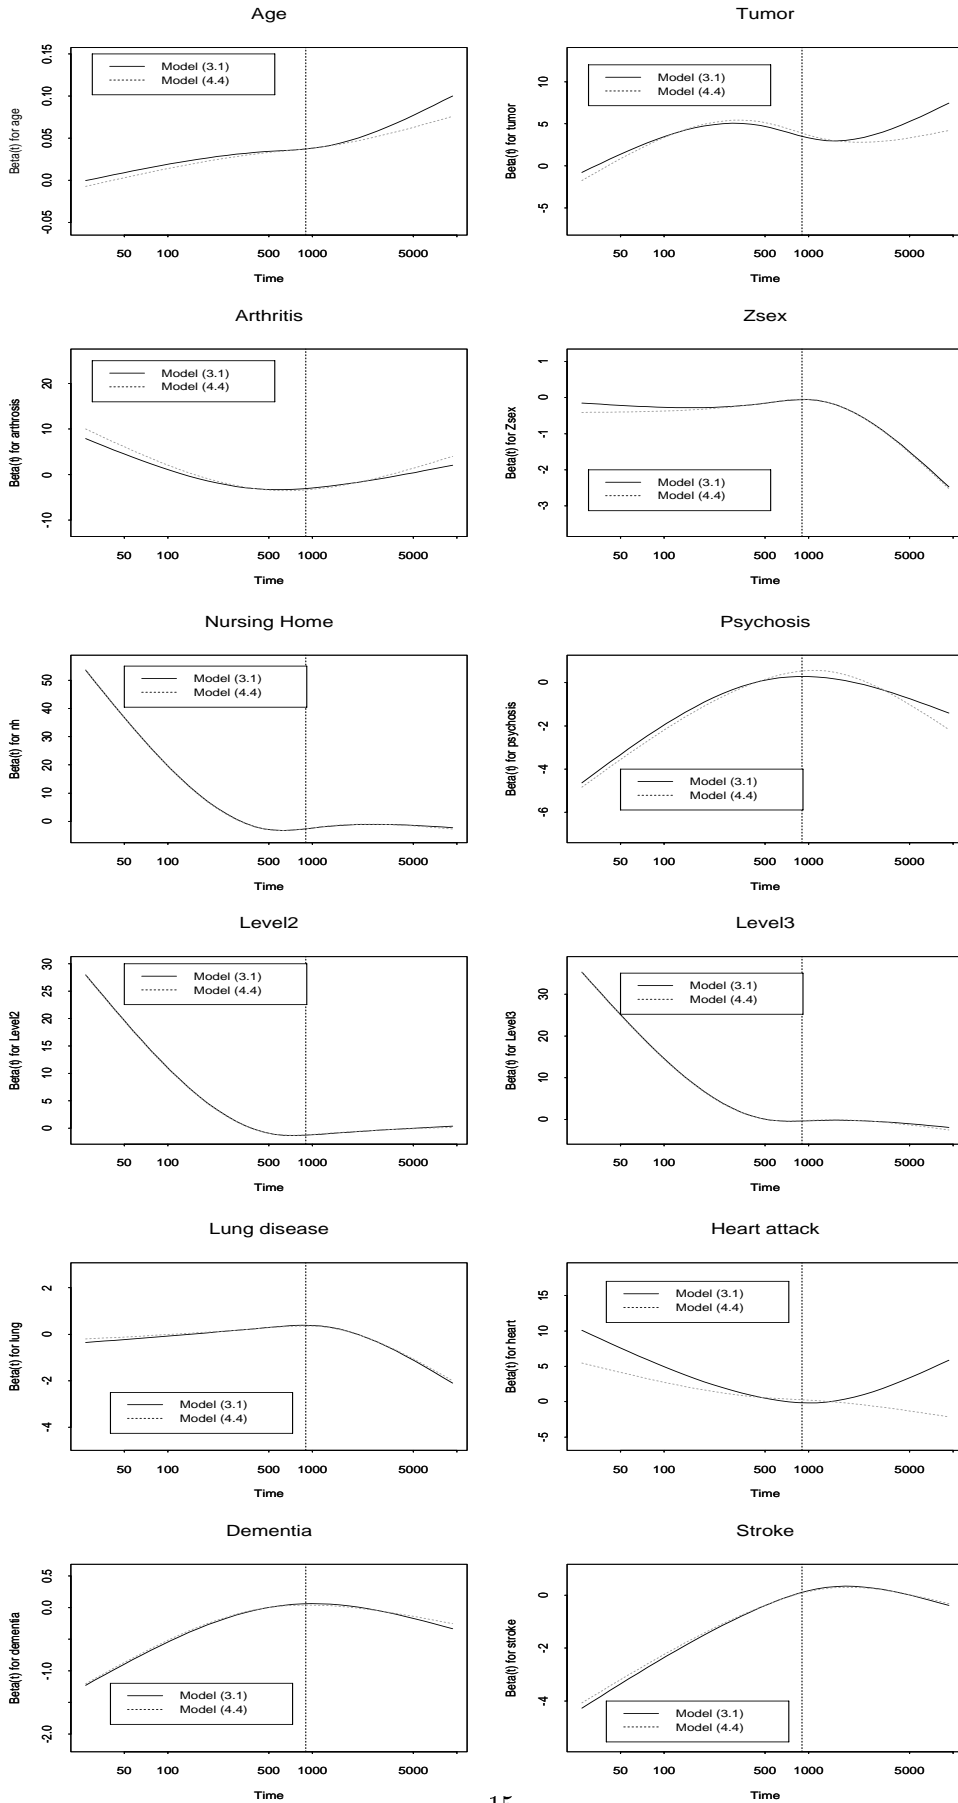 Age
Beta(t) for age
0.15
0.10
0.05
0.0
-0.05
Model (3.1)
Model (4.4)
50 100 500 1000 5000
Time
Tumor
Beta(t) for tumor
10
5
0
-5
Model (3.1)
Model (4.4)
50 100 500 1000 5000
Time
Arthritis
Beta(t) for arthrosis
20
10
0
-10
Model (3.1)
Model (4.4)
50 100 500 1000 5000
Time
Zsex
Beta(t) for Zsex
1
0
-1
-2
-3
Model (3.1)
Model (4.4)
50 100 500 1000 5000
Time
Nursing Home
Beta(t) for nh
50
40
30
20
10
0
Model (3.1)
Model (4.4)
50 100 500 1000 5000
Time
Psychosis
Beta(t) for psychosis
0
-2
-4
-6
Model (3.1)
Model (4.4)
50 100 500 1000 5000
Time
Level2
Beta(t) for Level2
30
25
20
15
10
5
0
Model (3.1)
Model (4.4)
50 100 500 1000 5000
Time
Level3
Beta(t) for Level3
30
20
10
0
Model (3.1)
Model (4.4)
50 100 500 1000 5000
Time
Lung disease
Beta(t) for lung
2
0
-2
-4
Model (3.1)
Model (4.4)
50 100 500 1000 5000
Time
Heart attack
Beta(t) for heart
15
10
5
0
-5
Model (3.1)
Model (4.4)
50 100 500 1000 5000
Time
Dementia
Beta(t) for dementia
0.5
0.0
-1.0
-2.0
Model (3.1)
Model (4.4)
50 100 500 1000 5000
Time
Stroke
Beta(t) for stroke
0
-2
-4
Model (3.1)
Model (4.4)
50 100 500 1000 5000
Time
15